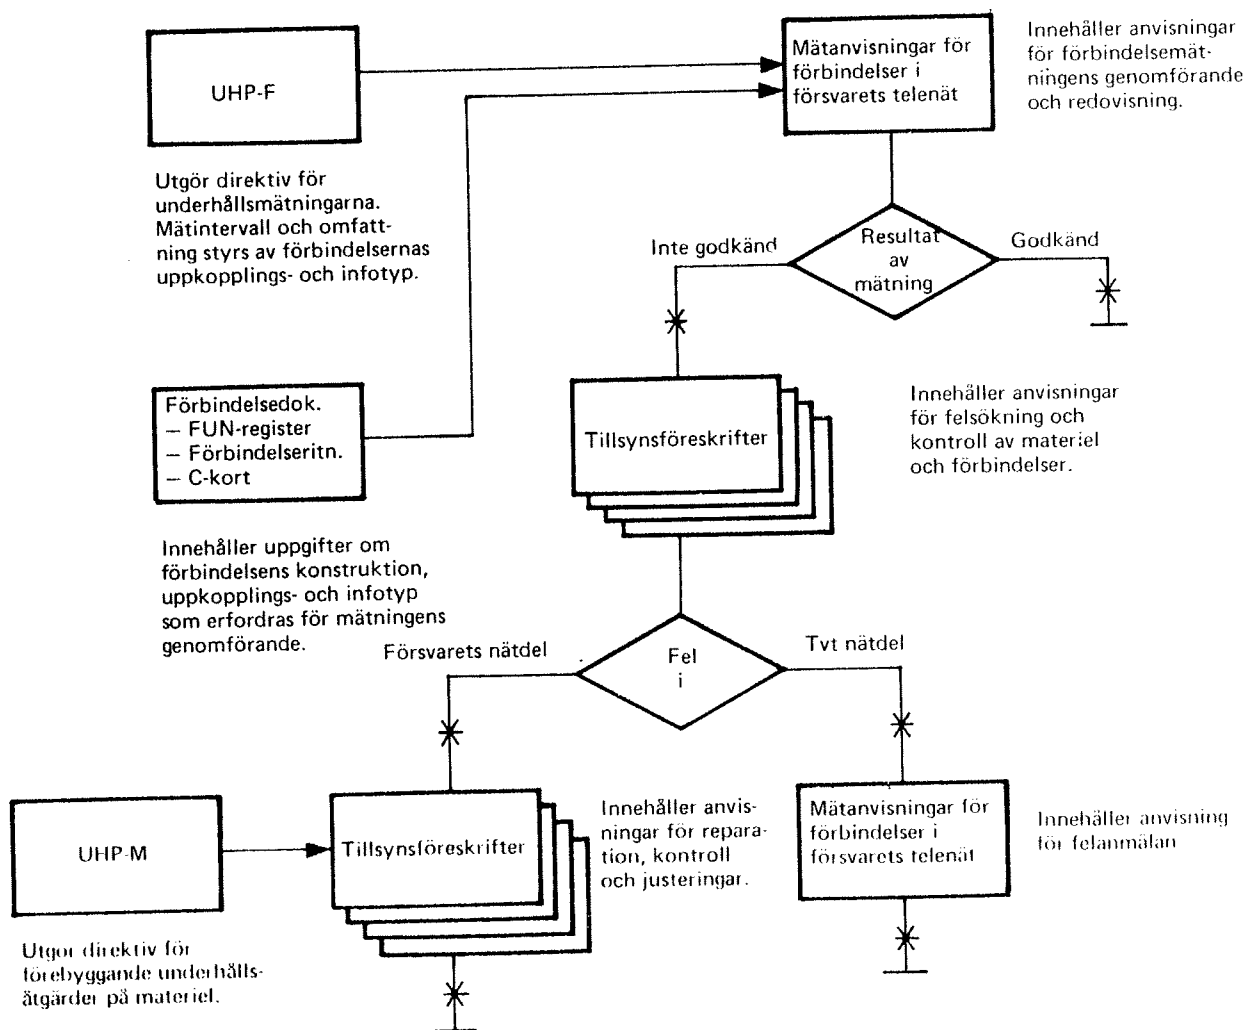 UHP-F
Utgör direktiv för
underhållsmätningarna.
Mätintervall och omfatt-
ning styrs av förbindelsernas
uppkopplings- och infotyp.
Mätanvisningar för
förbindelser i
försvarets telenät
Innehåller anvisningar
för förbindelsemät-
ningens genomförande
och redovisning.
Resultat
av
mätning
Inte godkänd
Godkänd
Förbindelsedok.
– FUN-register
– Förbindelseritn.
– C-kort
Innehåller uppgifter om
förbindelsens konstruktion,
uppkopplings- och infotyp
som erfordras för mätningens
genomförande.
Tillsynsföreskrifter
Innehåller anvisningar
för felsökning och
kontroll av materiel
och förbindelser.
Försvarets nätdel
Fel
i
Tvt nätdel
UHP-M
Utgör direktiv för
förebyggande underhålls-
åtgärder på materiel.
Tillsynsföreskrifter
Innehåller anvis-
ningar för repara-
tion, kontroll
och justeringar.
Mätanvisningar för
förbindelser i
försvarets telenät
Innehåller anvisning
för felanmälan